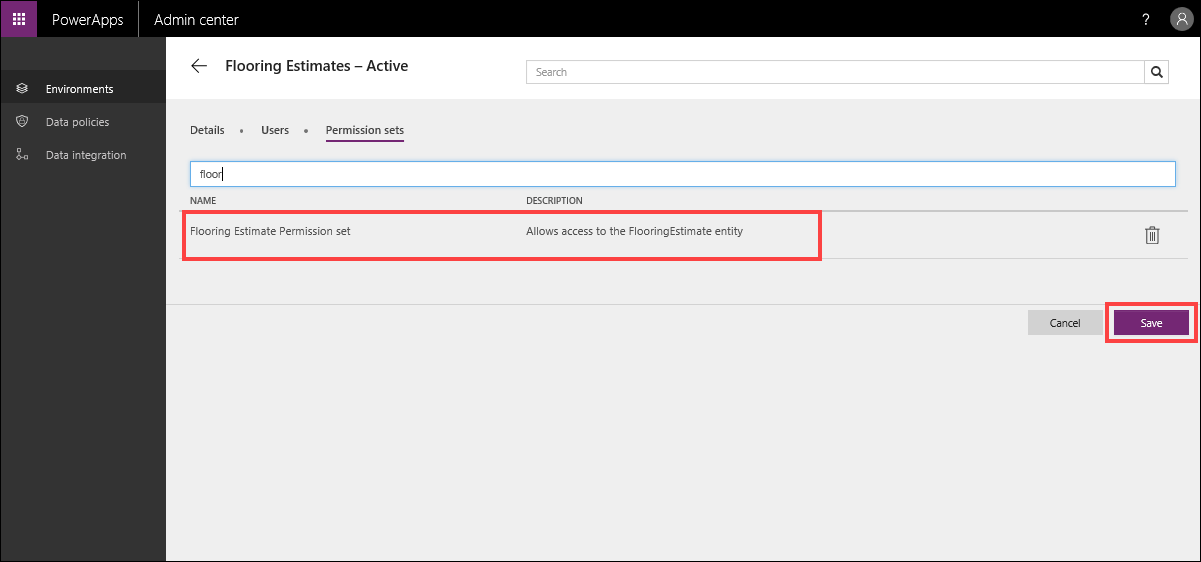 PowerApps Admin center ?
Flooring Estimates – Active
Search
Environments
Data policies
Data integration
Details • Users • Permission sets
floor
NAME DESCRIPTION
Flooring Estimate Permission set Allows access to the FlooringEstimate entity
Cancel Save